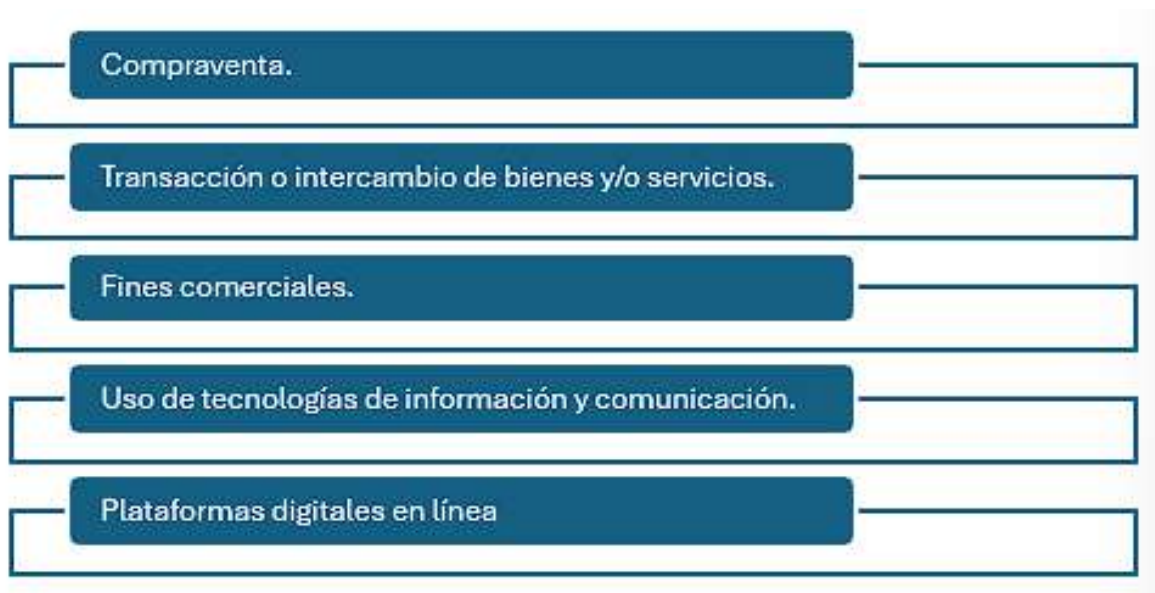 Compraventa.
Transacción o intercambio de bienes y/o servicios.
Fines comerciales.
Uso de tecnologías de información y comunicación.
Plataformas digitales en línea